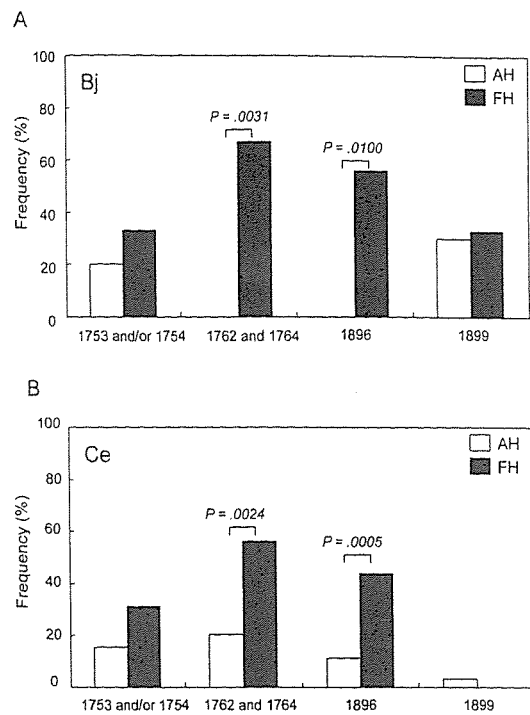 A
100
Bj
AH
FH
80
P = .0031
P = .0100
60
Frequency (%)
40
20
0
1753 and/or 1754 1762 and 1764 1896 1899
B
100
Ce
AH
FH
80
P = .0024
60
P = .0005
Frequency (%)
40
20
0
1753 and/or 1754 1762 and 1764 1896 1899